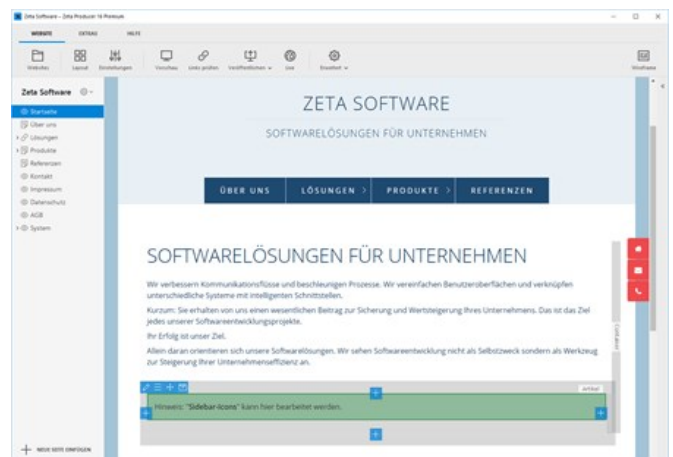 Zeta Software – Zeta Producer 16 Premium
WEBSITE EXTRAS HILFE
Websites Layout Einstellungen Vorschau Links prüfen Veröffentlichen Live Erweitert Wireframe
Zeta Software
Startseite
Über uns
Lösungen
Produkte
Referenzen
Kontakt
Impressum
Datenschutz
AGB
System
NEUE SEITE EINFÜGEN
ZETA SOFTWARE
SOFTWARELÖSUNGEN FÜR UNTERNEHMEN
ÜBER UNS LÖSUNGEN PRODUKTE REFERENZEN
SOFTWARELÖSUNGEN FÜR UNTERNEHMEN
Wir verbessern Kommunikationsflüsse und beschleunigen Prozesse. Wir vereinfachen Benutzeroberflächen und verknüpfen
unterschiedliche Systeme mit intelligenten Schnittstellen.
Kurzum: Sie erhalten von uns einen wesentlichen Beitrag zur Sicherung und Wertsteigerung Ihres Unternehmens. Das ist das Ziel
jedes unserer Softwareentwicklungsprojekte.
Ihr Erfolg ist unser Ziel.
Allein daran orientieren sich unsere Softwarelösungen. Wir sehen Softwareentwicklung nicht als Selbstzweck sondern als Werkzeug
zur Steigerung Ihrer Unternehmenseffizienz an.
Container
Artikel
Hinweis: "Sidebar-Icons" kann hier bearbeitet werden.